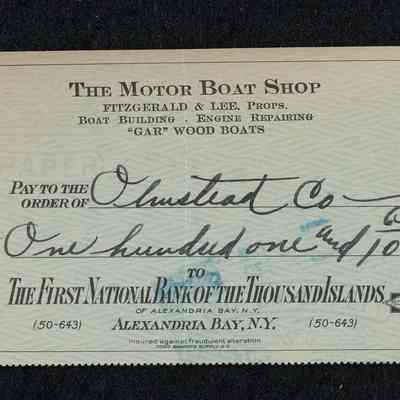 THE MOTOR BOAT SHOP
FITZGERALD & LEE, PROPS.
BOAT BUILDING . ENGINE REPAIRING
"GAR" WOOD BOATS
PAY TO THE
ORDER OF Olmstead Co
One hundred one and 10
TO
THE FIRST NATIONAL BANK OF THE THOUSAND ISLANDS
OF ALEXANDRIA BAY, N.Y.
(50-643) ALEXANDRIA BAY, N.Y. (50-643)
Insured against fraudulent alteration